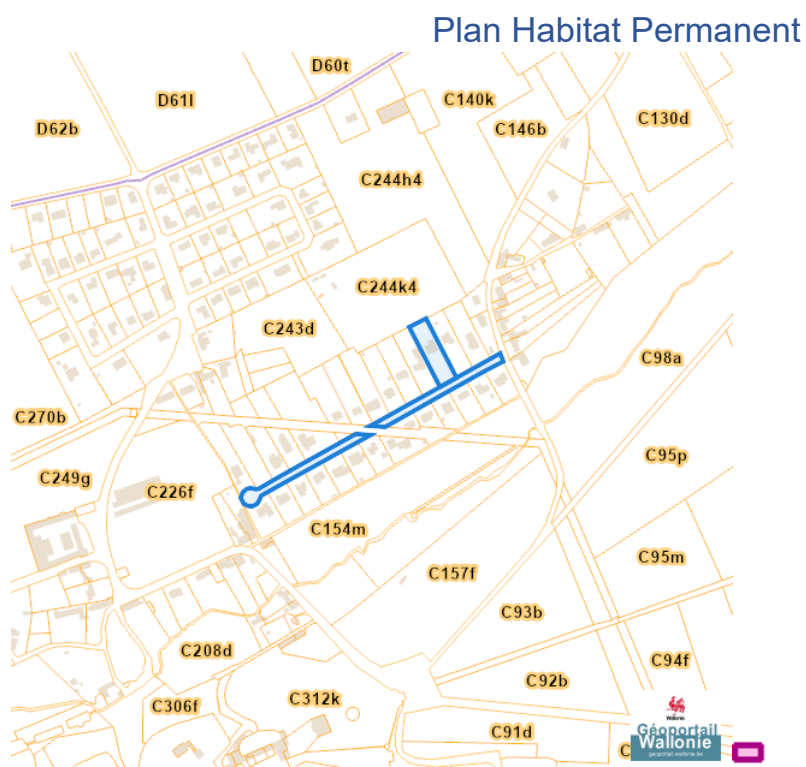 Plan Habitat Permanent
D60t
D61l
C140k
D62b
C146b
C130d
C244h4
C244k4
C243d
C98a
C270b
C95p
C249g
C226f
C154m
C95m
C157f
C93b
C208d
C94f
C92b
C312k
C306f
C91d
Wallonie
Géoportail
Wallonie
geoportail.wallonie.be